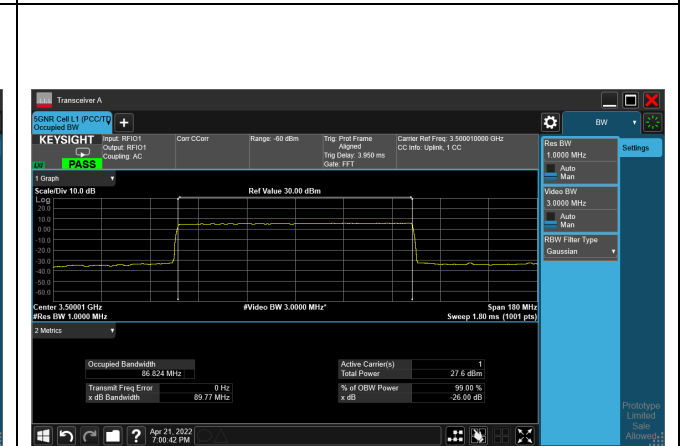 Transceiver A
5GNR Cell L1 (PCC/TD
Occupied BW
+
BW
KEYSIGHT
LXI
PASS
Input: RFIO1
Output: RFIO1
Coupling: AC
Corr CCorr
Range: -60 dBm
Trig: Prot Frame
Aligned
Trig Delay: 3.950 ms
Gate: FFT
Carrier Ref Freq: 3.500010000 GHz
CC Info: Uplink, 1 CC
Res BW
1.0000 MHz
Auto
Man
Settings
Video BW
3.0000 MHz
Auto
Man
RBW Filter Type
Gaussian
1 Graph
Scale/Div 10.0 dB
Ref Value 30.00 dBm
Log
20.0
10.0
0.00
-10.0
-20.0
-30.0
-40.0
-50.0
-60.0
Center 3.50001 GHz
#Video BW 3.0000 MHz*
Span 180 MHz
#Res BW 1.0000 MHz
Sweep 1.80 ms (1001 pts)
2 Metrics
Occupied Bandwidth
86.824 MHz
Active Carrier(s) 1
Total Power 27.6 dBm
Transmit Freq Error 0 Hz
x dB Bandwidth 89.77 MHz
% of OBW Power 99.00 %
x dB -26.00 dB
Prototype
Limited
Sale
Allowed
?
Apr 21, 2022
7:00:42 PM